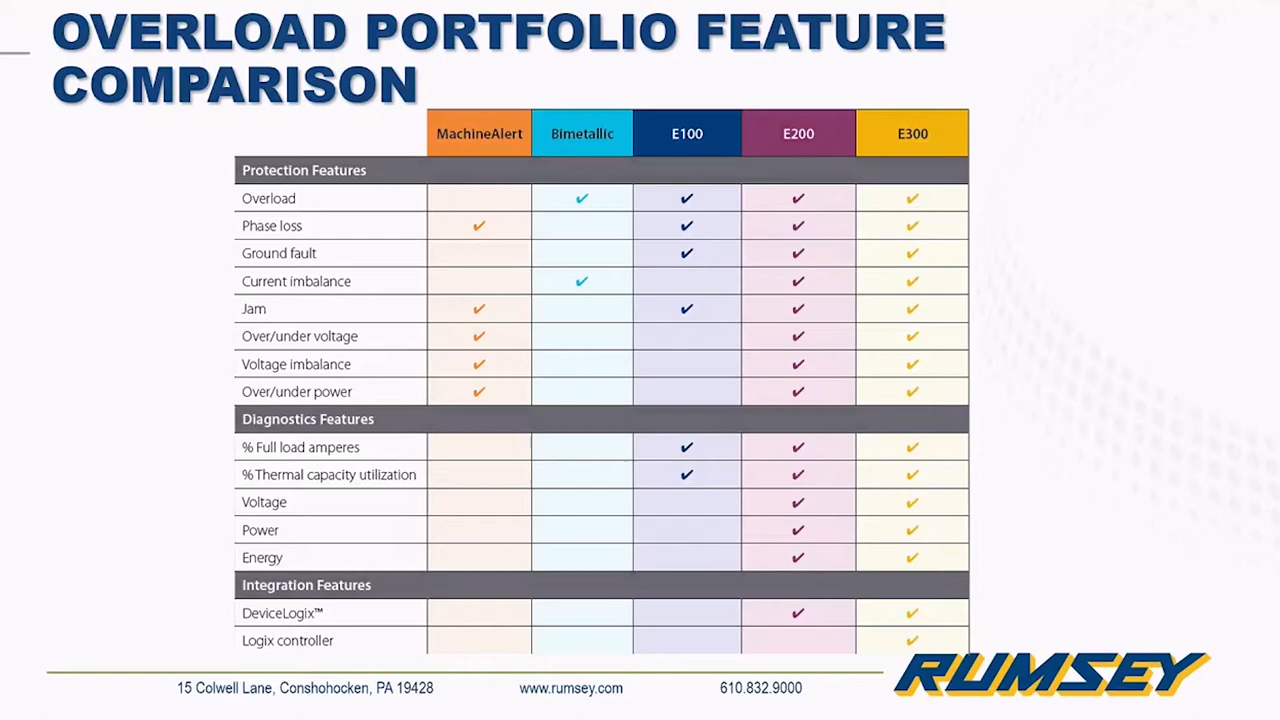 OVERLOAD PORTFOLIO FEATURE
COMPARISON
MachineAlert Bimetallic E100 E200 E300
Protection Features
Overload ✔ ✔ ✔ ✔
Phase loss ✔ ✔ ✔ ✔
Ground fault ✔ ✔ ✔
Current imbalance ✔ ✔ ✔
Jam ✔ ✔ ✔ ✔
Over/under voltage ✔ ✔ ✔
Voltage imbalance ✔ ✔ ✔
Over/under power ✔ ✔ ✔
Diagnostics Features
% Full load amperes ✔ ✔ ✔
% Thermal capacity utilization ✔ ✔ ✔
Voltage ✔ ✔
Power ✔ ✔
Energy ✔ ✔
Integration Features
DeviceLogix™ ✔ ✔
Logix controller ✔
15 Colwell Lane, Conshohocken, PA 19428 www.rumsey.com 610.832.9000
RUMSEY